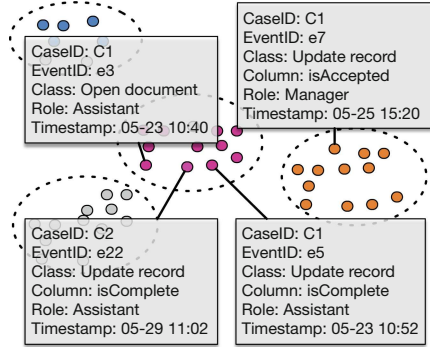 CaseID: C1
EventID: e3
Class: Open document
Role: Assistant
Timestamp: 05-23 10:40
CaseID: C1
EventID: e7
Class: Update record
Column: isAccepted
Role: Manager
Timestamp: 05-25 15:20
CaseID: C2
EventID: e22
Class: Update record
Column: isComplete
Role: Assistant
Timestamp: 05-29 11:02
CaseID: C1
EventID: e5
Class: Update record
Column: isComplete
Role: Assistant
Timestamp: 05-23 10:52